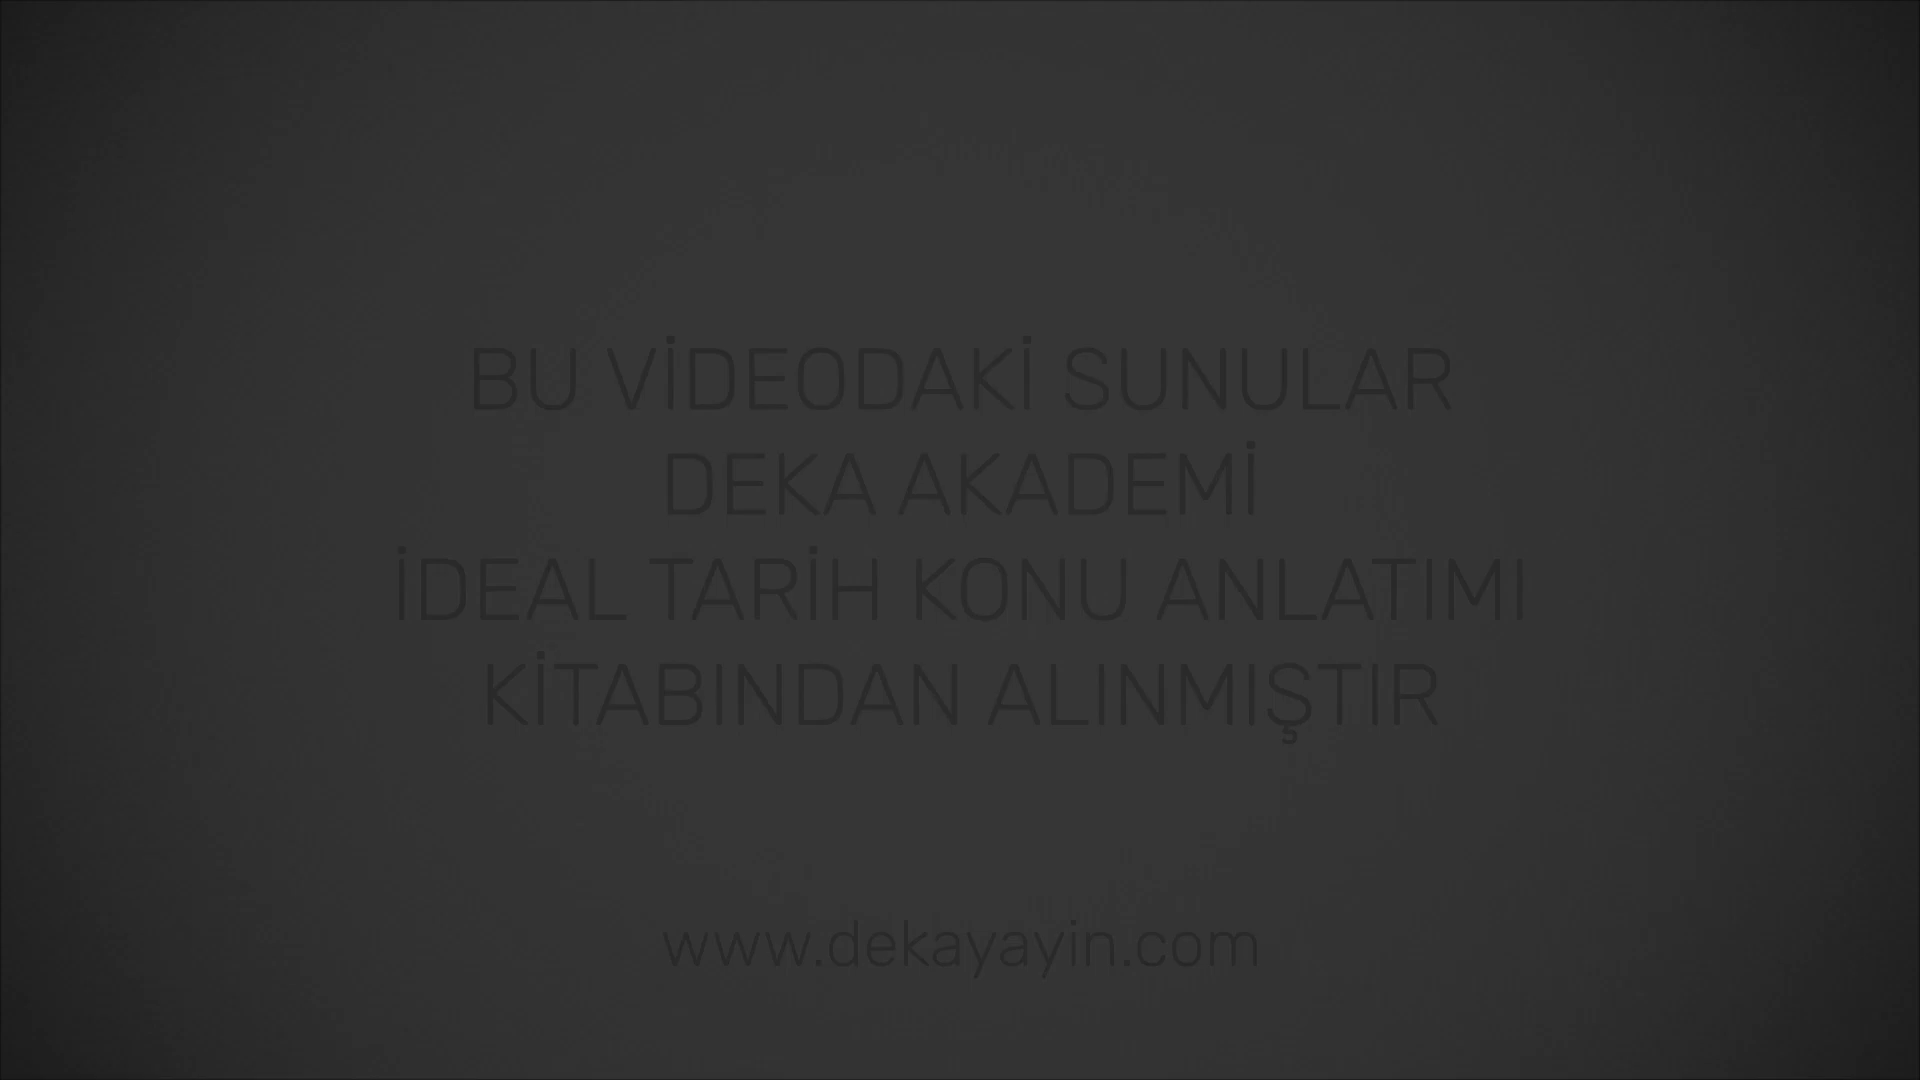 BU VİDEODAKİ SUNULAR
DEKA AKADEMİ
İDEAL TARİH KONU ANLATIMI
KİTABINDAN ALINMIŞTIR
www.dekayayin.com